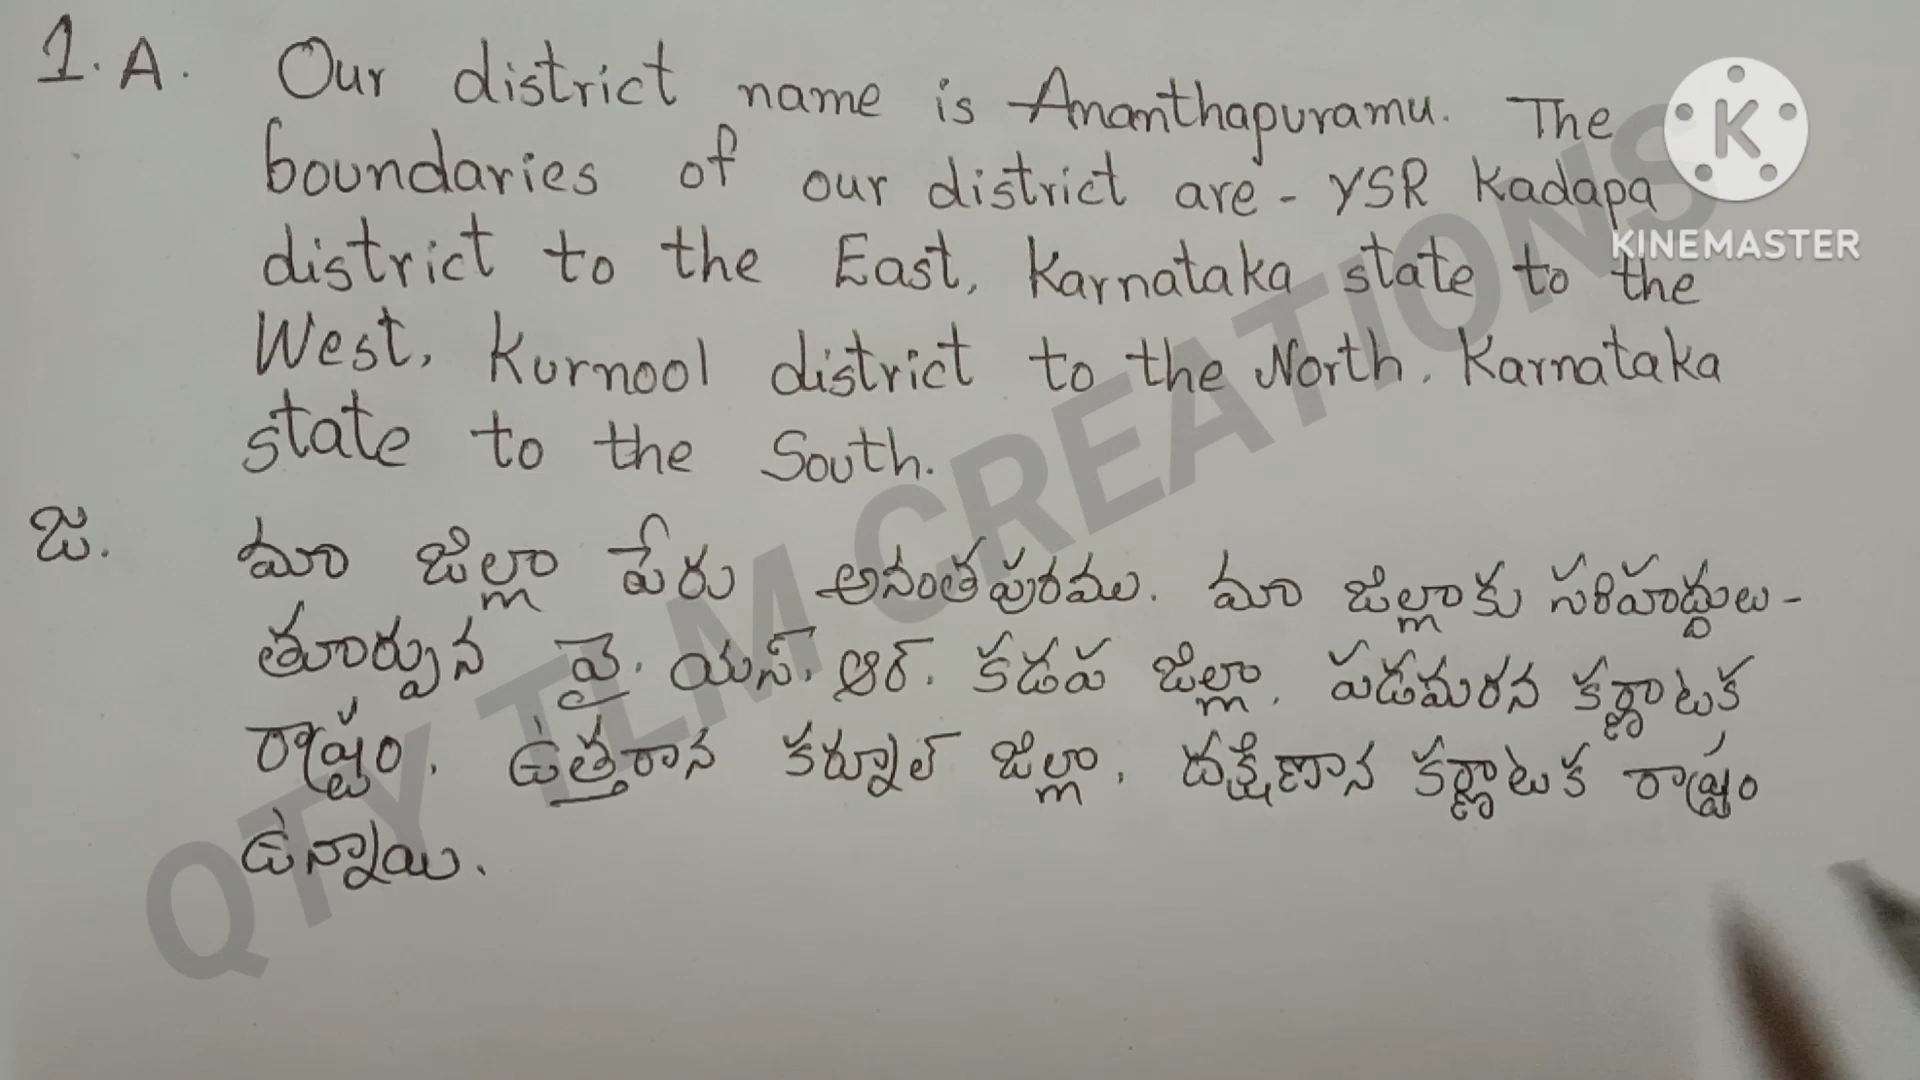 1. A. Our district name is Ananthapuramu. The
boundaries of our district are - YSR Kadapa
district to the East, Karnataka state to the
West, Kurnool district to the North, Karnataka
state to the South.
జ. మా జిల్లా పేరు అనంతపురము. మా జిల్లాకు సరిహద్దులు -
తూర్పున వై. యస్. ఆర్. కడప జిల్లా, పడమరన కర్ణాటక
రాష్ట్రం, ఉత్తరాన కర్నూల్ జిల్లా, దక్షిణాన కర్ణాటక రాష్ట్రం
ఉన్నాయి.
K
KINEMASTER
QTY TLM CREATIONS